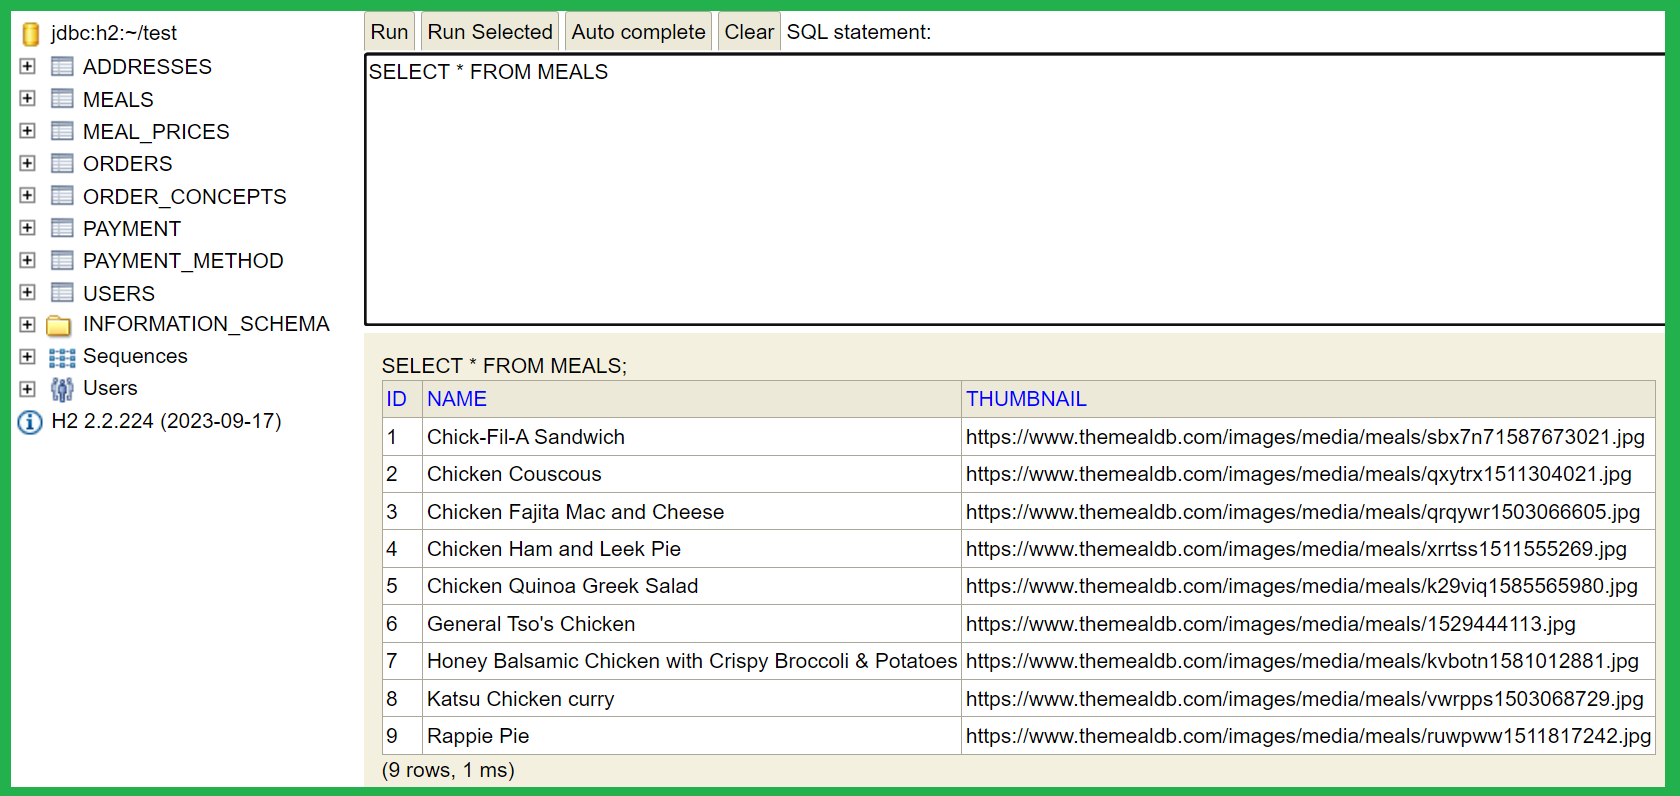 jdbc:h2:~/test
ADDRESSES
MEALS
MEAL_PRICES
ORDERS
ORDER_CONCEPTS
PAYMENT
PAYMENT_METHOD
USERS
INFORMATION_SCHEMA
Sequences
Users
H2 2.2.224 (2023-09-17)
Run Run Selected Auto complete Clear SQL statement:
SELECT * FROM MEALS
SELECT * FROM MEALS;
ID NAME THUMBNAIL
1 Chick-Fil-A Sandwich https://www.themealdb.com/images/media/meals/sbx7n71587673021.jpg
2 Chicken Couscous https://www.themealdb.com/images/media/meals/qxytrx1511304021.jpg
3 Chicken Fajita Mac and Cheese https://www.themealdb.com/images/media/meals/qrqywr1503066605.jpg
4 Chicken Ham and Leek Pie https://www.themealdb.com/images/media/meals/xrrtss1511555269.jpg
5 Chicken Quinoa Greek Salad https://www.themealdb.com/images/media/meals/k29viq1585565980.jpg
6 General Tso's Chicken https://www.themealdb.com/images/media/meals/1529444113.jpg
7 Honey Balsamic Chicken with Crispy Broccoli & Potatoes https://www.themealdb.com/images/media/meals/kvbotn1581012881.jpg
8 Katsu Chicken curry https://www.themealdb.com/images/media/meals/vwrpps1503068729.jpg
9 Rappie Pie https://www.themealdb.com/images/media/meals/ruwpww1511817242.jpg
(9 rows, 1 ms)